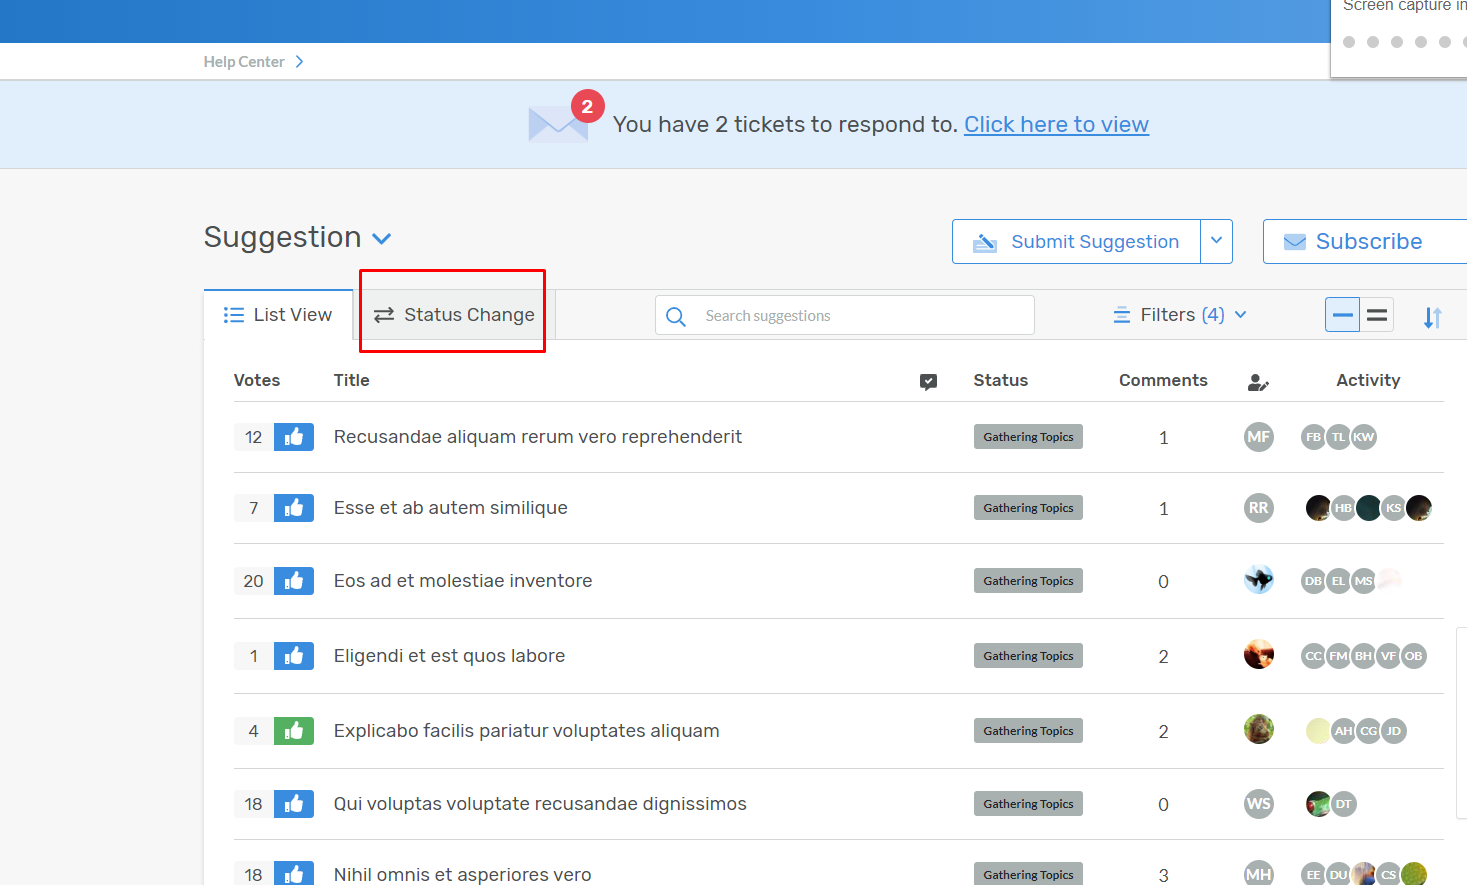 Screen capture in
Help Center
2
You have 2 tickets to respond to. Click here to view
Suggestion
Submit Suggestion
Subscribe
List View
Status Change
Search suggestions
Filters (4)
Votes Title Status Comments Activity
12 Recusandae aliquam rerum vero reprehenderit Gathering Topics 1 MF FB TL KW
7 Esse et ab autem similique Gathering Topics 1 RR HB KS
20 Eos ad et molestiae inventore Gathering Topics 0 DB EL MS
1 Eligendi et est quos labore Gathering Topics 2 CC FM BH VF OB
4 Explicabo facilis pariatur voluptates aliquam Gathering Topics 2 AH CG JD
18 Qui voluptas voluptate recusandae dignissimos Gathering Topics 0 WS DT
18 Nihil omnis et asperiores vero Gathering Topics 3 MH EE DU CS